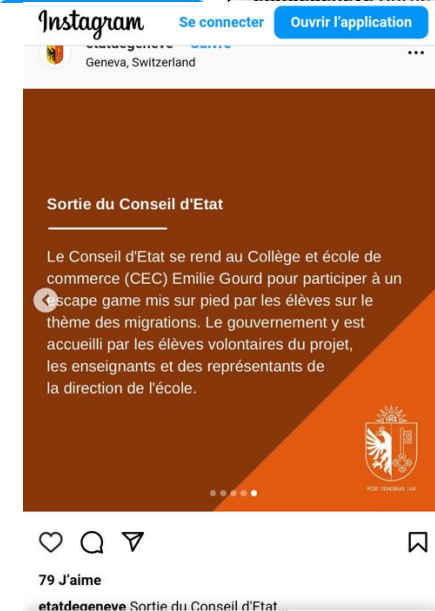 Instagram
Se connecter
Ouvrir l'application
etatdegeneve
Suivre
Geneva, Switzerland
Sortie du Conseil d'Etat
Le Conseil d'Etat se rend au Collège et école de
commerce (CEC) Emilie Gourd pour participer à un
escape game mis sur pied par les élèves sur le
thème des migrations. Le gouvernement y est
accueilli par les élèves volontaires du projet,
les enseignants et des représentants de
la direction de l'école.
POST TENEBRAS LUX
79 J'aime
etatdegeneve Sortie du Conseil d'Etat...